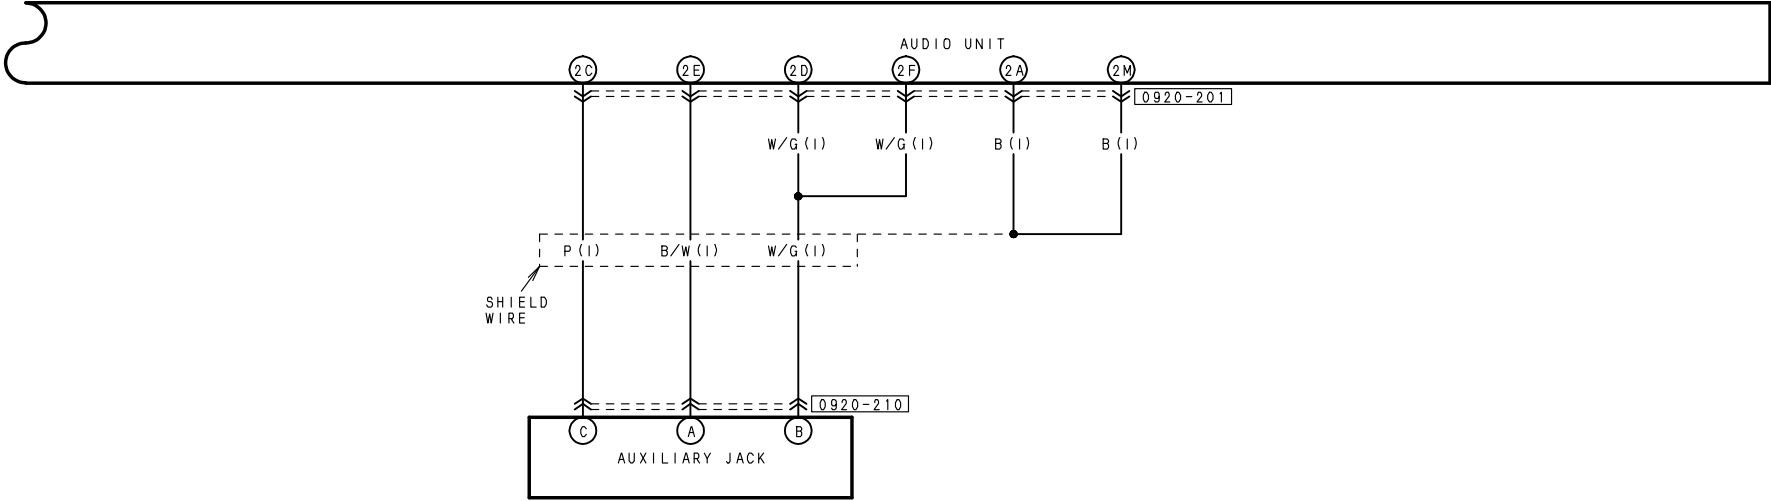 AUDIO UNIT
2C 2E 2D 2F 2A 2M
0920-201
W/G(I) W/G(I) B(I) B(I)
P(I) B/W(I) W/G(I)
SHIELD
WIRE
0920-210
C A B
AUXILIARY JACK